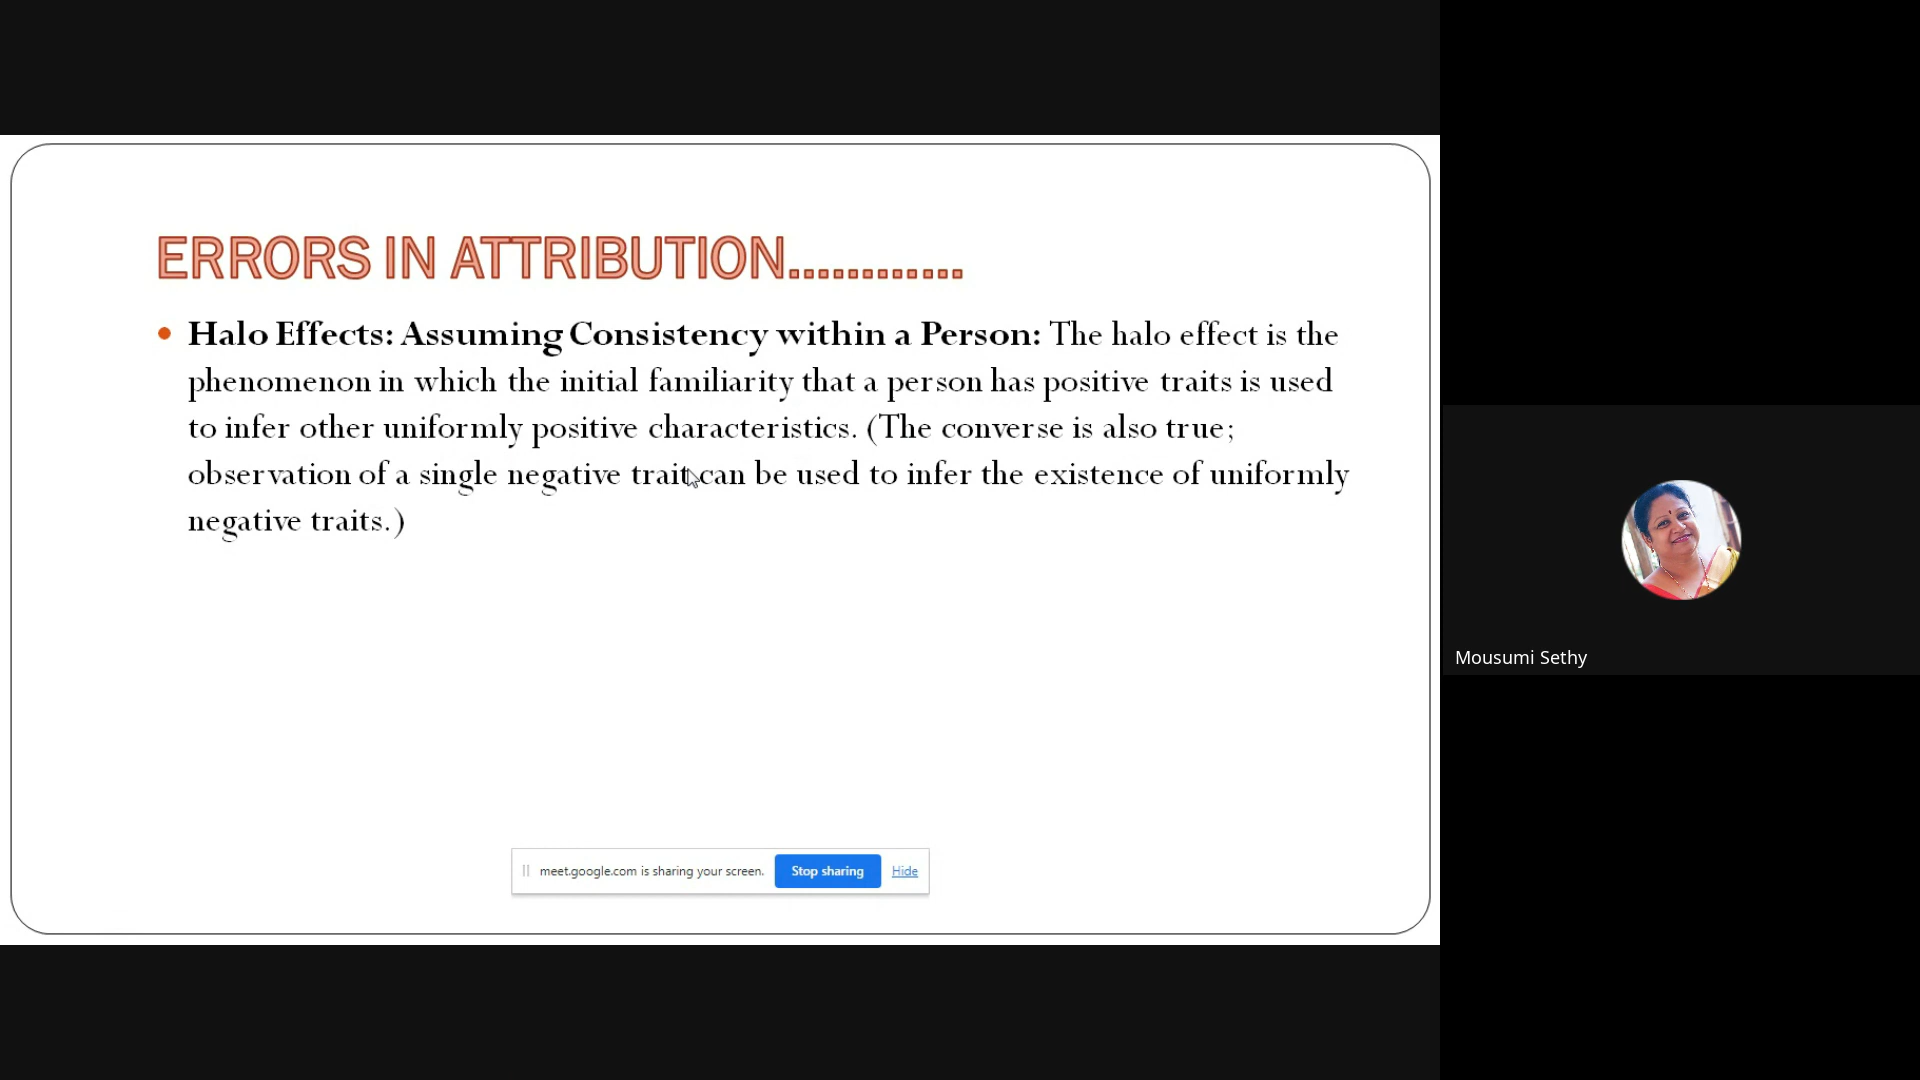 ERRORS IN ATTRIBUTION............
• Halo Effects: Assuming Consistency within a Person: The halo effect is the
phenomenon in which the initial familiarity that a person has positive traits is used
to infer other uniformly positive characteristics. (The converse is also true;
observation of a single negative trait can be used to infer the existence of uniformly
negative traits.)
meet.google.com is sharing your screen. Stop sharing Hide
Mousumi Sethy